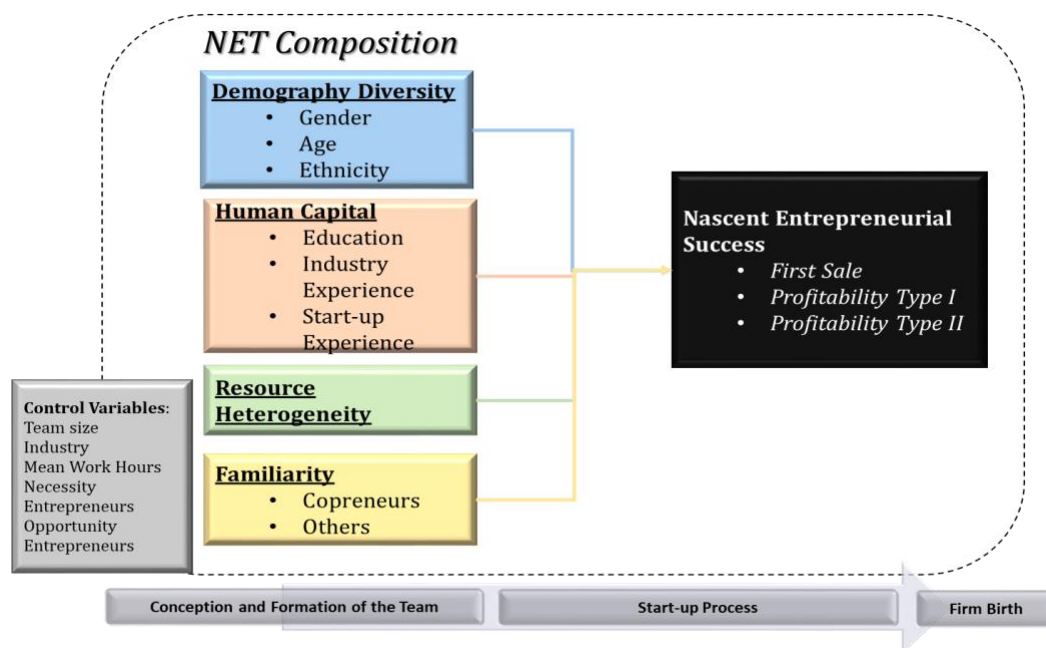 NET Composition
Demography Diversity
• Gender
• Age
• Ethnicity
Human Capital
• Education
• Industry
Experience
• Start-up
Experience
Resource
Heterogeneity
Familiarity
• Copreneurs
• Others
Nascent Entrepreneurial
Success
• First Sale
• Profitability Type I
• Profitability Type II
Control Variables:
Team size
Industry
Mean Work Hours
Necessity
Entrepreneurs
Opportunity
Entrepreneurs
Conception and Formation of the Team
Start-up Process
Firm Birth